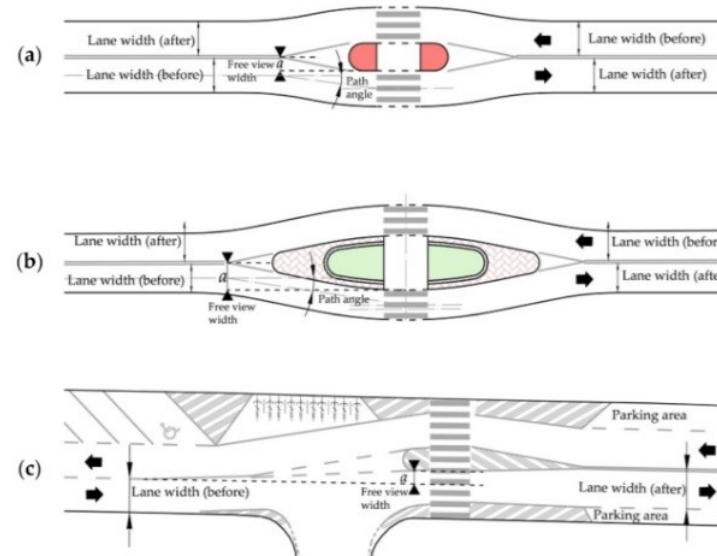 (a)
Lane width (after)
Lane width (before)
Free view
width
a
Path
angle
Lane width (before)
Lane width (after)
(b)
Lane width (after)
Lane width (before)
a
Free view
width
Path angle
Lane width (before
Lane width (after
(c)
Parking area
Lane width (before)
a
Free view
width
Lane width (after)
Parking area